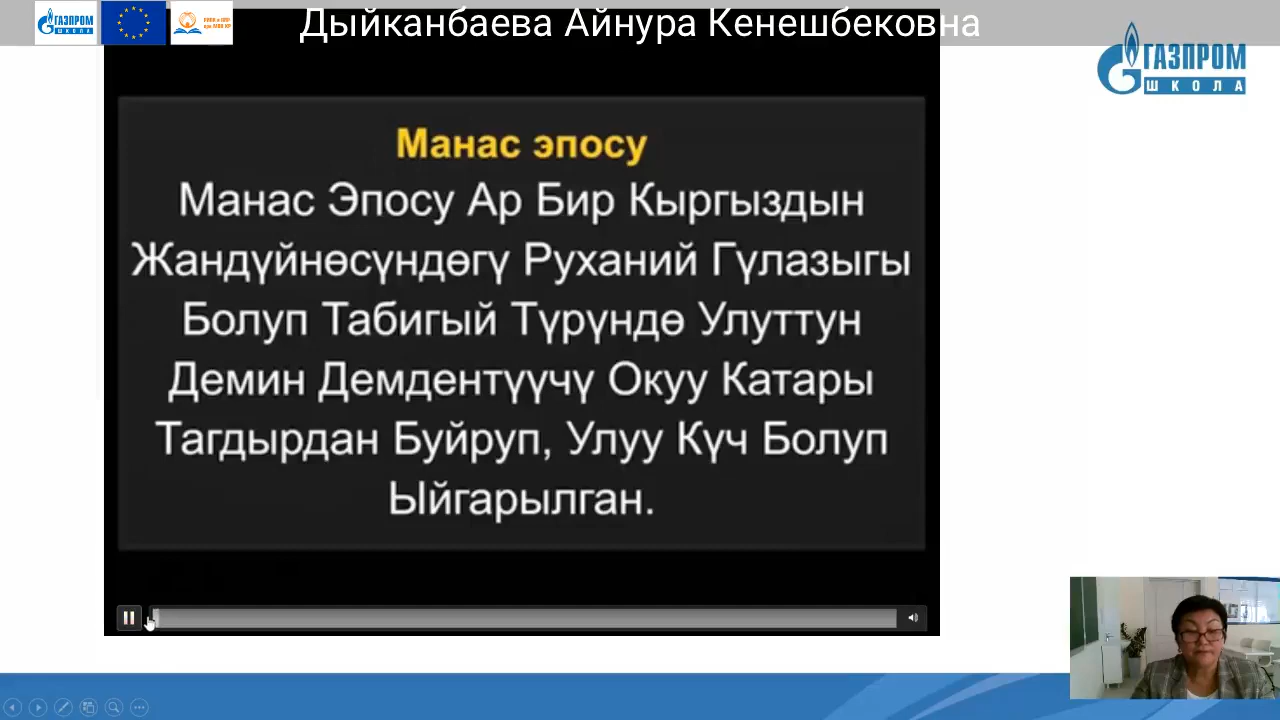 ГАЗПРОМ
ШКОЛА
Дыйканбаева Айнура Кенешбековна
ГАЗПРОМ
ШКОЛА
Манас эпосу
Манас Эпосу Ар Бир Кыргыздын
Жандүйнөсүндөгү Руханий Гүлазыгы
Болуп Табигый Түрүндө Улуттун
Демин Демдентүүчү Окуу Катары
Тагдырдан Буйруп, Улуу Күч Болуп
Ыйгарылган.